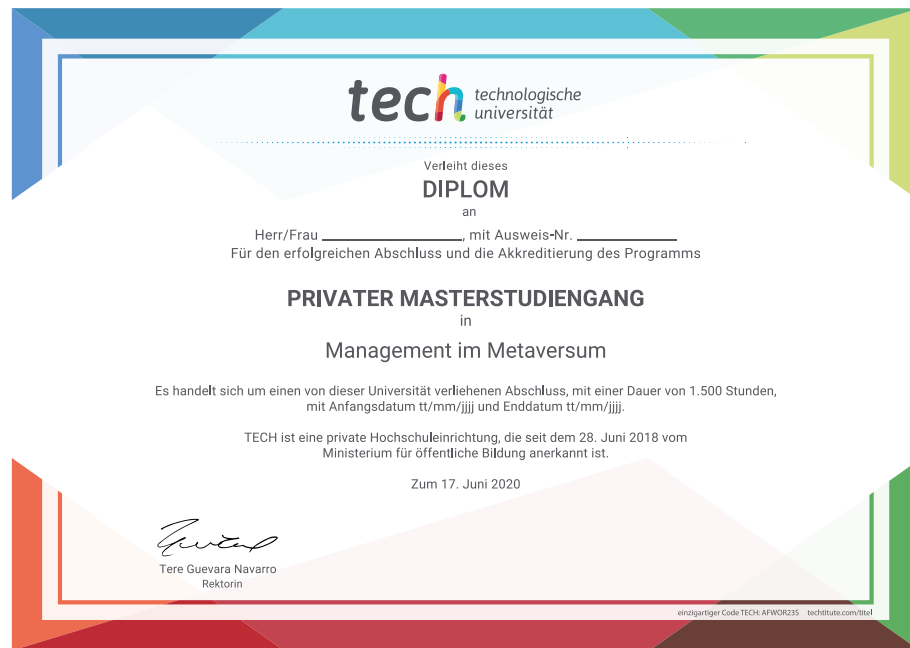 tech technologische
universität
Verleiht dieses
DIPLOM
an
Herr/Frau ________________, mit Ausweis-Nr. ____________
Für den erfolgreichen Abschluss und die Akkreditierung des Programms
PRIVATER MASTERSTUDIENGANG
in
Management im Metaversum
Es handelt sich um einen von dieser Universität verliehenen Abschluss, mit einer Dauer von 1.500 Stunden,
mit Anfangsdatum tt/mm/jjjj und Enddatum tt/mm/jjjj.
TECH ist eine private Hochschuleinrichtung, die seit dem 28. Juni 2018 vom
Ministerium für öffentliche Bildung anerkannt ist.
Zum 17. Juni 2020
Tere Guevara Navarro
Rektorin
einzigartiger Code TECH: AFWOR235 techtitute.com/titel